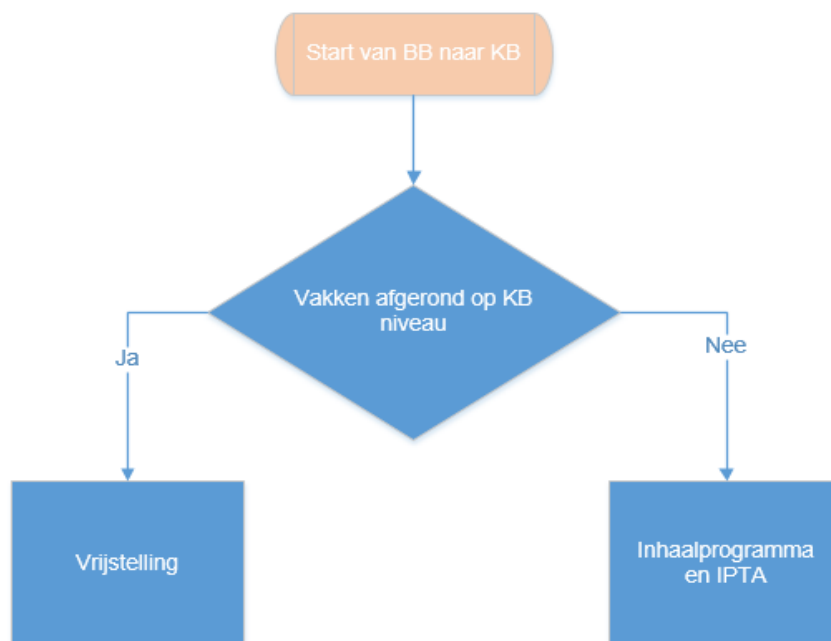 Start van BB naar KB
Vakken afgerond op KB
niveau
Ja
Nee
Vrijstelling
Inhaalprogramma
en IPTA